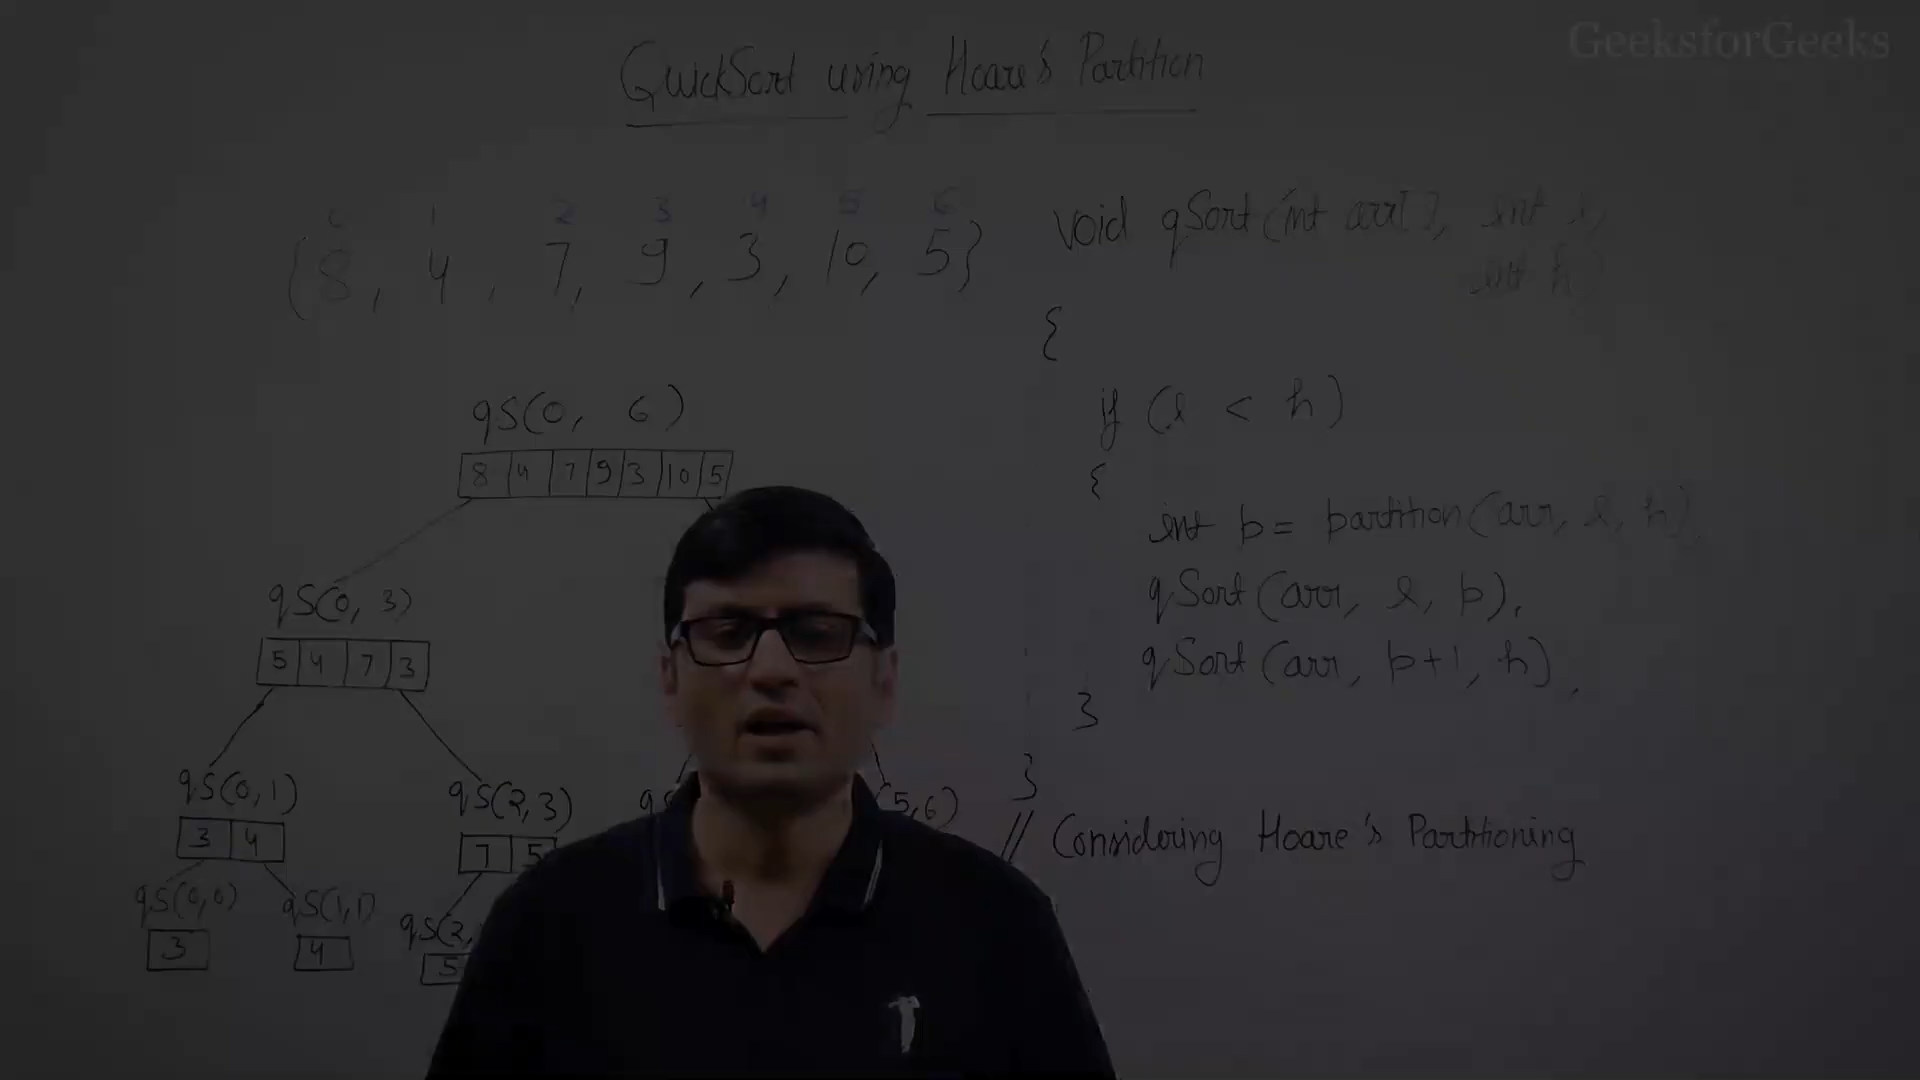 GeeksforGeeks
QuickSort using Hoare's Partition
0 1 2 3 4 5 6
{8, 4, 7, 9, 3, 10, 5}
void qSort(int arr[], int l,
int h)
{
if (l < h)
{
int p = partition(arr, l, h)
qSort(arr, l, p);
qSort(arr, p+1, h);
}
}
// Considering Hoare's Partitioning
qS(0, 6)
8 4 7 9 3 10 5
qS(0, 3)
5 4 7 3
qS(0,1) qS(2,3) 5,6)
3 4 7 5
qS(0,0) qS(1,1) qS(2,
3 4 5